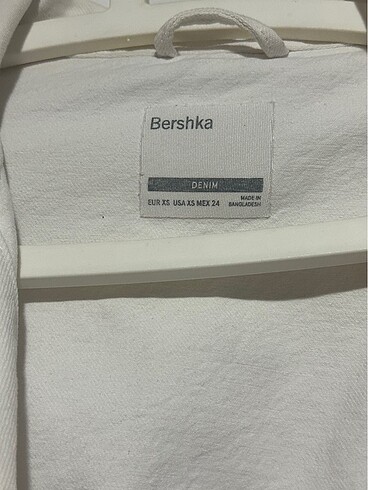 Bershka
DENIM
EUR XS USA XS MEX 24
MADE IN
BANGLADESH